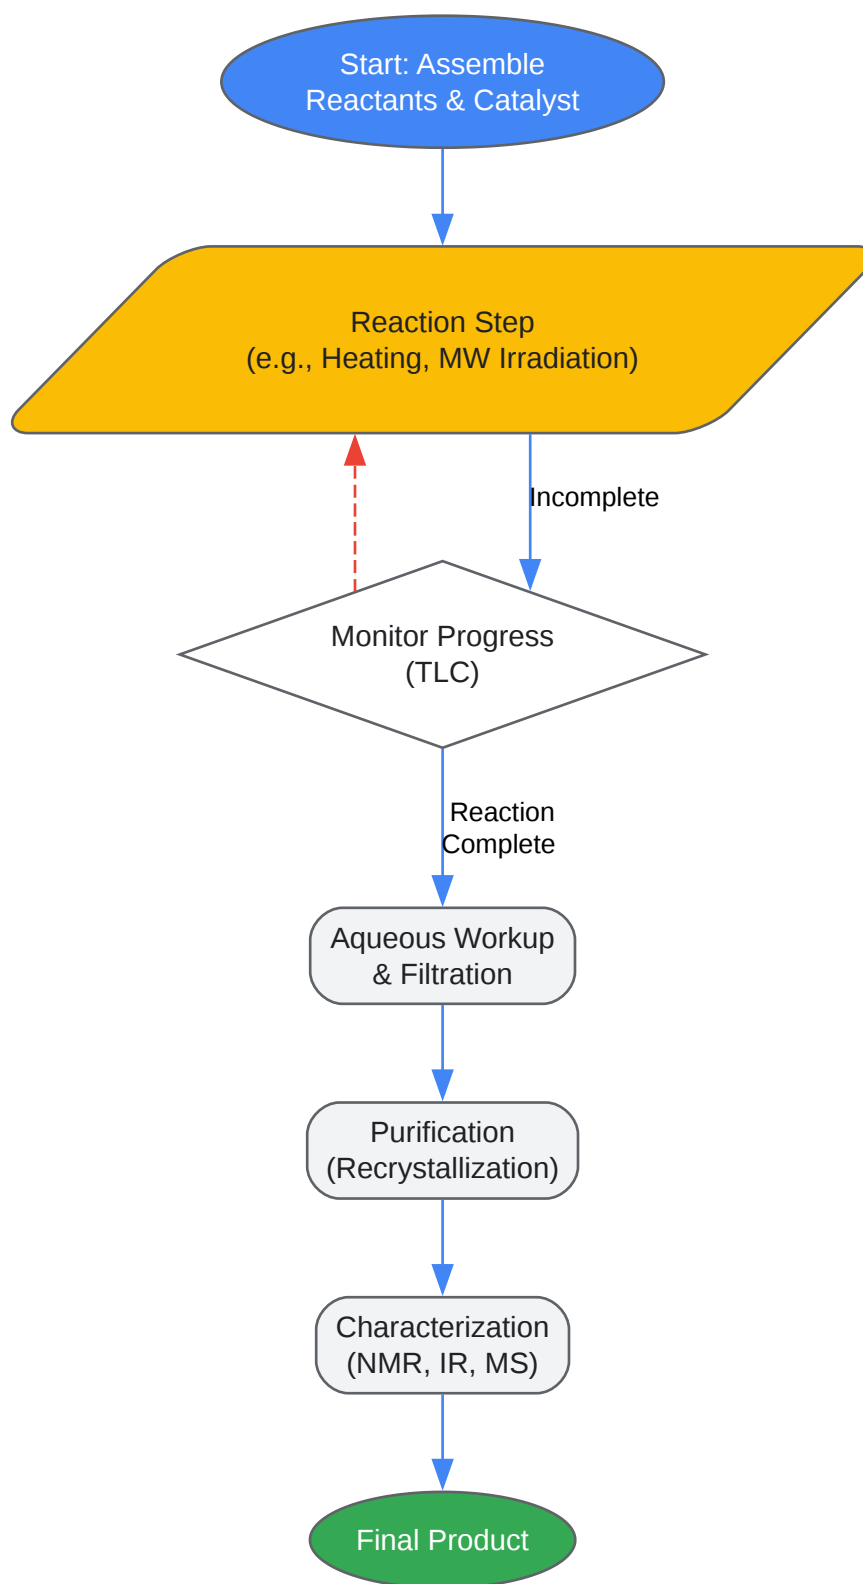 Start: Assemble
Reactants & Catalyst
Reaction Step
(e.g., Heating, MW Irradiation)
Incomplete
Monitor Progress
(TLC)
Reaction
Complete
Aqueous Workup
& Filtration
Purification
(Recrystallization)
Characterization
(NMR, IR, MS)
Final Product